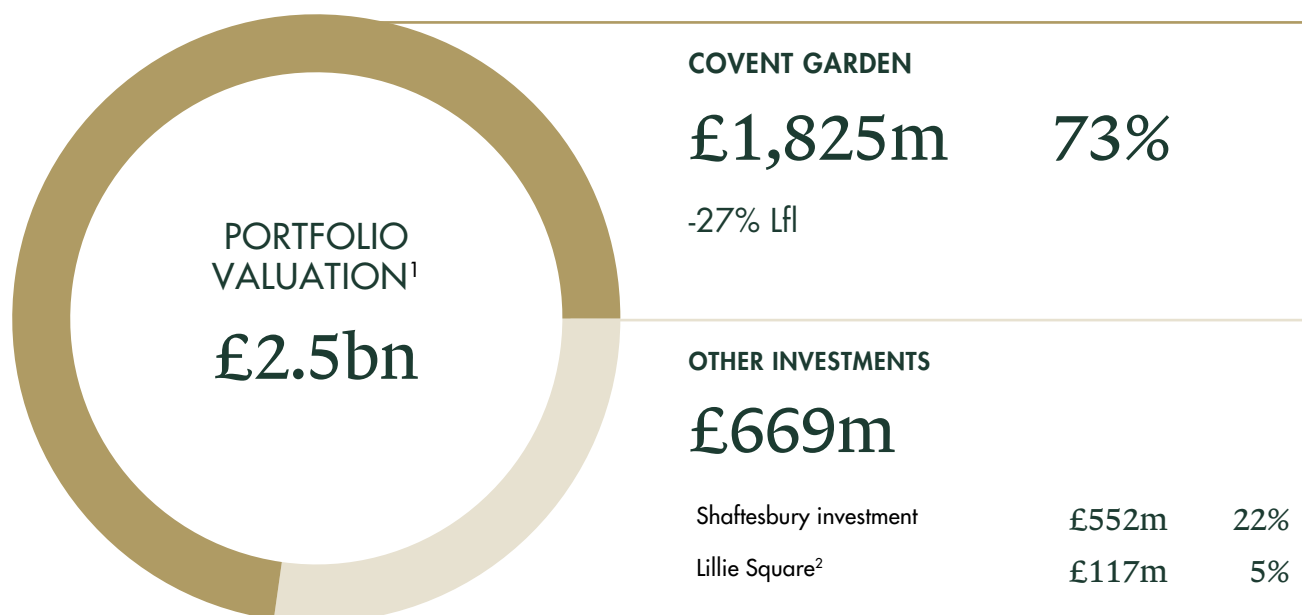 PORTFOLIO
VALUATION¹
£2.5bn
COVENT GARDEN
£1,825m 73%
-27% Lfl
OTHER INVESTMENTS
£669m
Shaftesbury investment £552m 22%
Lillie Square² £117m 5%